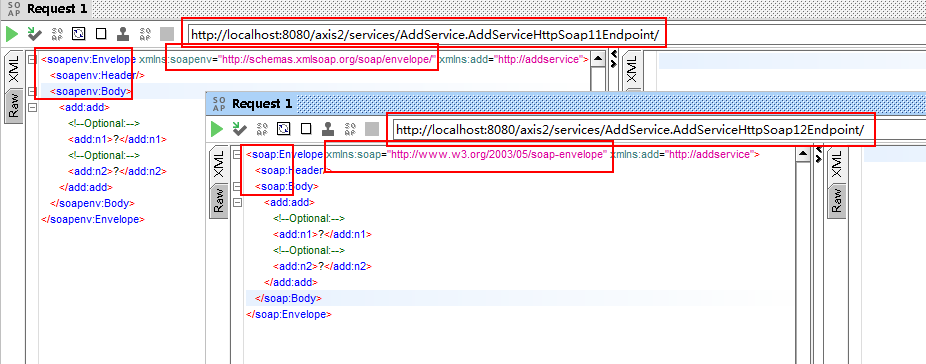 SO
AP
Request 1
http://localhost:8080/axis2/services/AddService.AddServiceHttpSoap11Endpoint/
XML
Raw
<soapenv:Envelope xmlns:soapenv="http://schemas.xmlsoap.org/soap/envelope/" xmlns:add="http://addservice">
<soapenv:Header/>
<soapenv:Body>
<add:add>
<!--Optional:-->
<add:n1>?</add:n1>
<!--Optional:-->
<add:n2>?</add:n2>
</add:add>
</soapenv:Body>
</soapenv:Envelope>
XML
SO
AP
Request 1
http://localhost:8080/axis2/services/AddService.AddServiceHttpSoap12Endpoint/
XML
Raw
<soap:Envelope xmlns:soap="http://www.w3.org/2003/05/soap-envelope" xmlns:add="http://addservice">
<soap:Header/>
<soap:Body>
<add:add>
<!--Optional:-->
<add:n1>?</add:n1>
<!--Optional:-->
<add:n2>?</add:n2>
</add:add>
</soap:Body>
</soap:Envelope>
XML
Raw